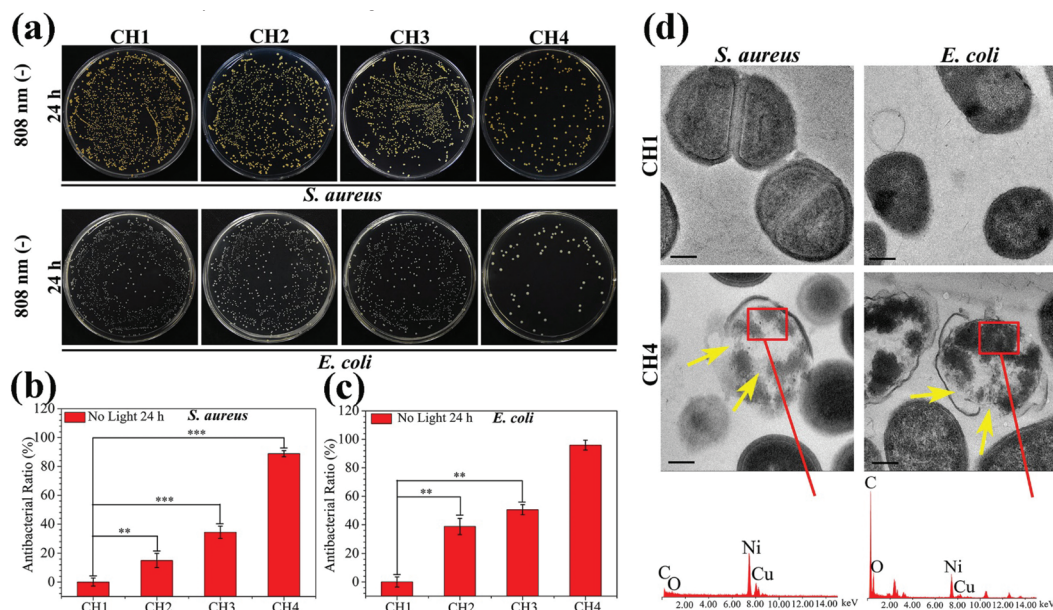 (a)
CH1 CH2 CH3 CH4
808 nm (-)
24 h
S. aureus
808 nm (-)
24 h
E. coli
(b)
No Light 24 h S. aureus
Antibacterial Ratio (%)
120
100
80
60
40
20
0
***
***
**
CH1 CH2 CH3 CH4
(c)
No Light 24 h E. coli
Antibacterial Ratio (%)
120
100
80
60
40
20
0
**
**
CH1 CH2 CH3 CH4
(d)
S. aureus E. coli
CH1
CH4
C
O
Ni
Cu
2.00 4.00 6.00 8.00 10.00 12.00 14.00 keV
C
O
Ni
Cu
2.00 4.00 6.00 8.00 10.00 12.00 14.00 keV